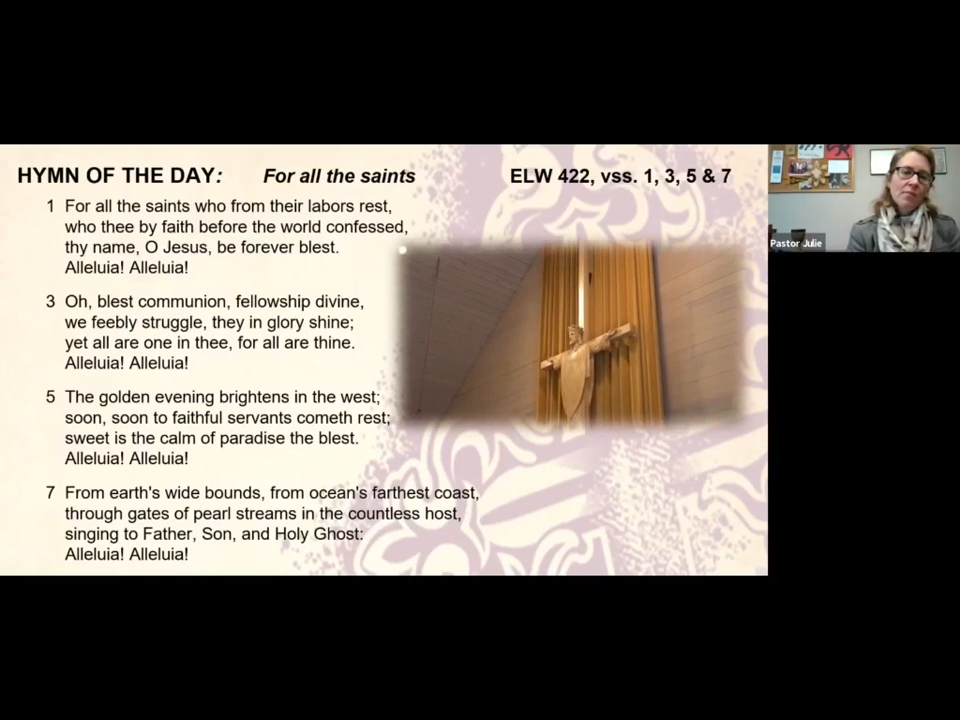 HYMN OF THE DAY: For all the saints ELW 422, vss. 1, 3, 5 & 7
1 For all the saints who from their labors rest,
who thee by faith before the world confessed,
thy name, O Jesus, be forever blest.
Alleluia! Alleluia!
3 Oh, blest communion, fellowship divine,
we feebly struggle, they in glory shine;
yet all are one in thee, for all are thine.
Alleluia! Alleluia!
5 The golden evening brightens in the west;
soon, soon to faithful servants cometh rest;
sweet is the calm of paradise the blest.
Alleluia! Alleluia!
7 From earth's wide bounds, from ocean's farthest coast,
through gates of pearl streams in the countless host,
singing to Father, Son, and Holy Ghost:
Alleluia! Alleluia!
Pastor Julie